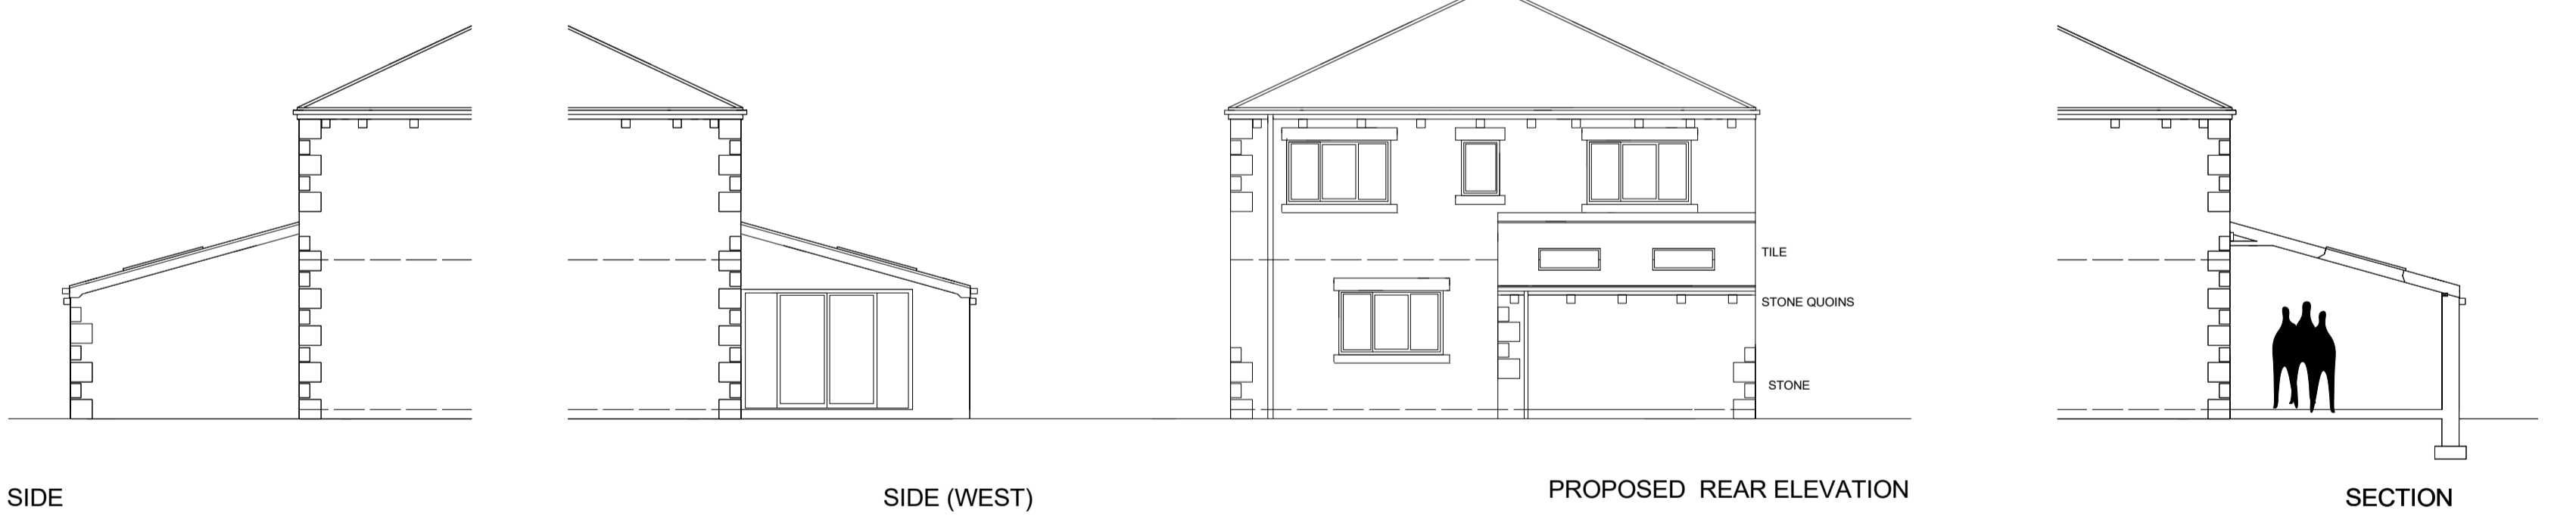 TILE
STONE QUOINS
STONE
SIDE
SIDE (WEST)
PROPOSED REAR ELEVATION
SECTION